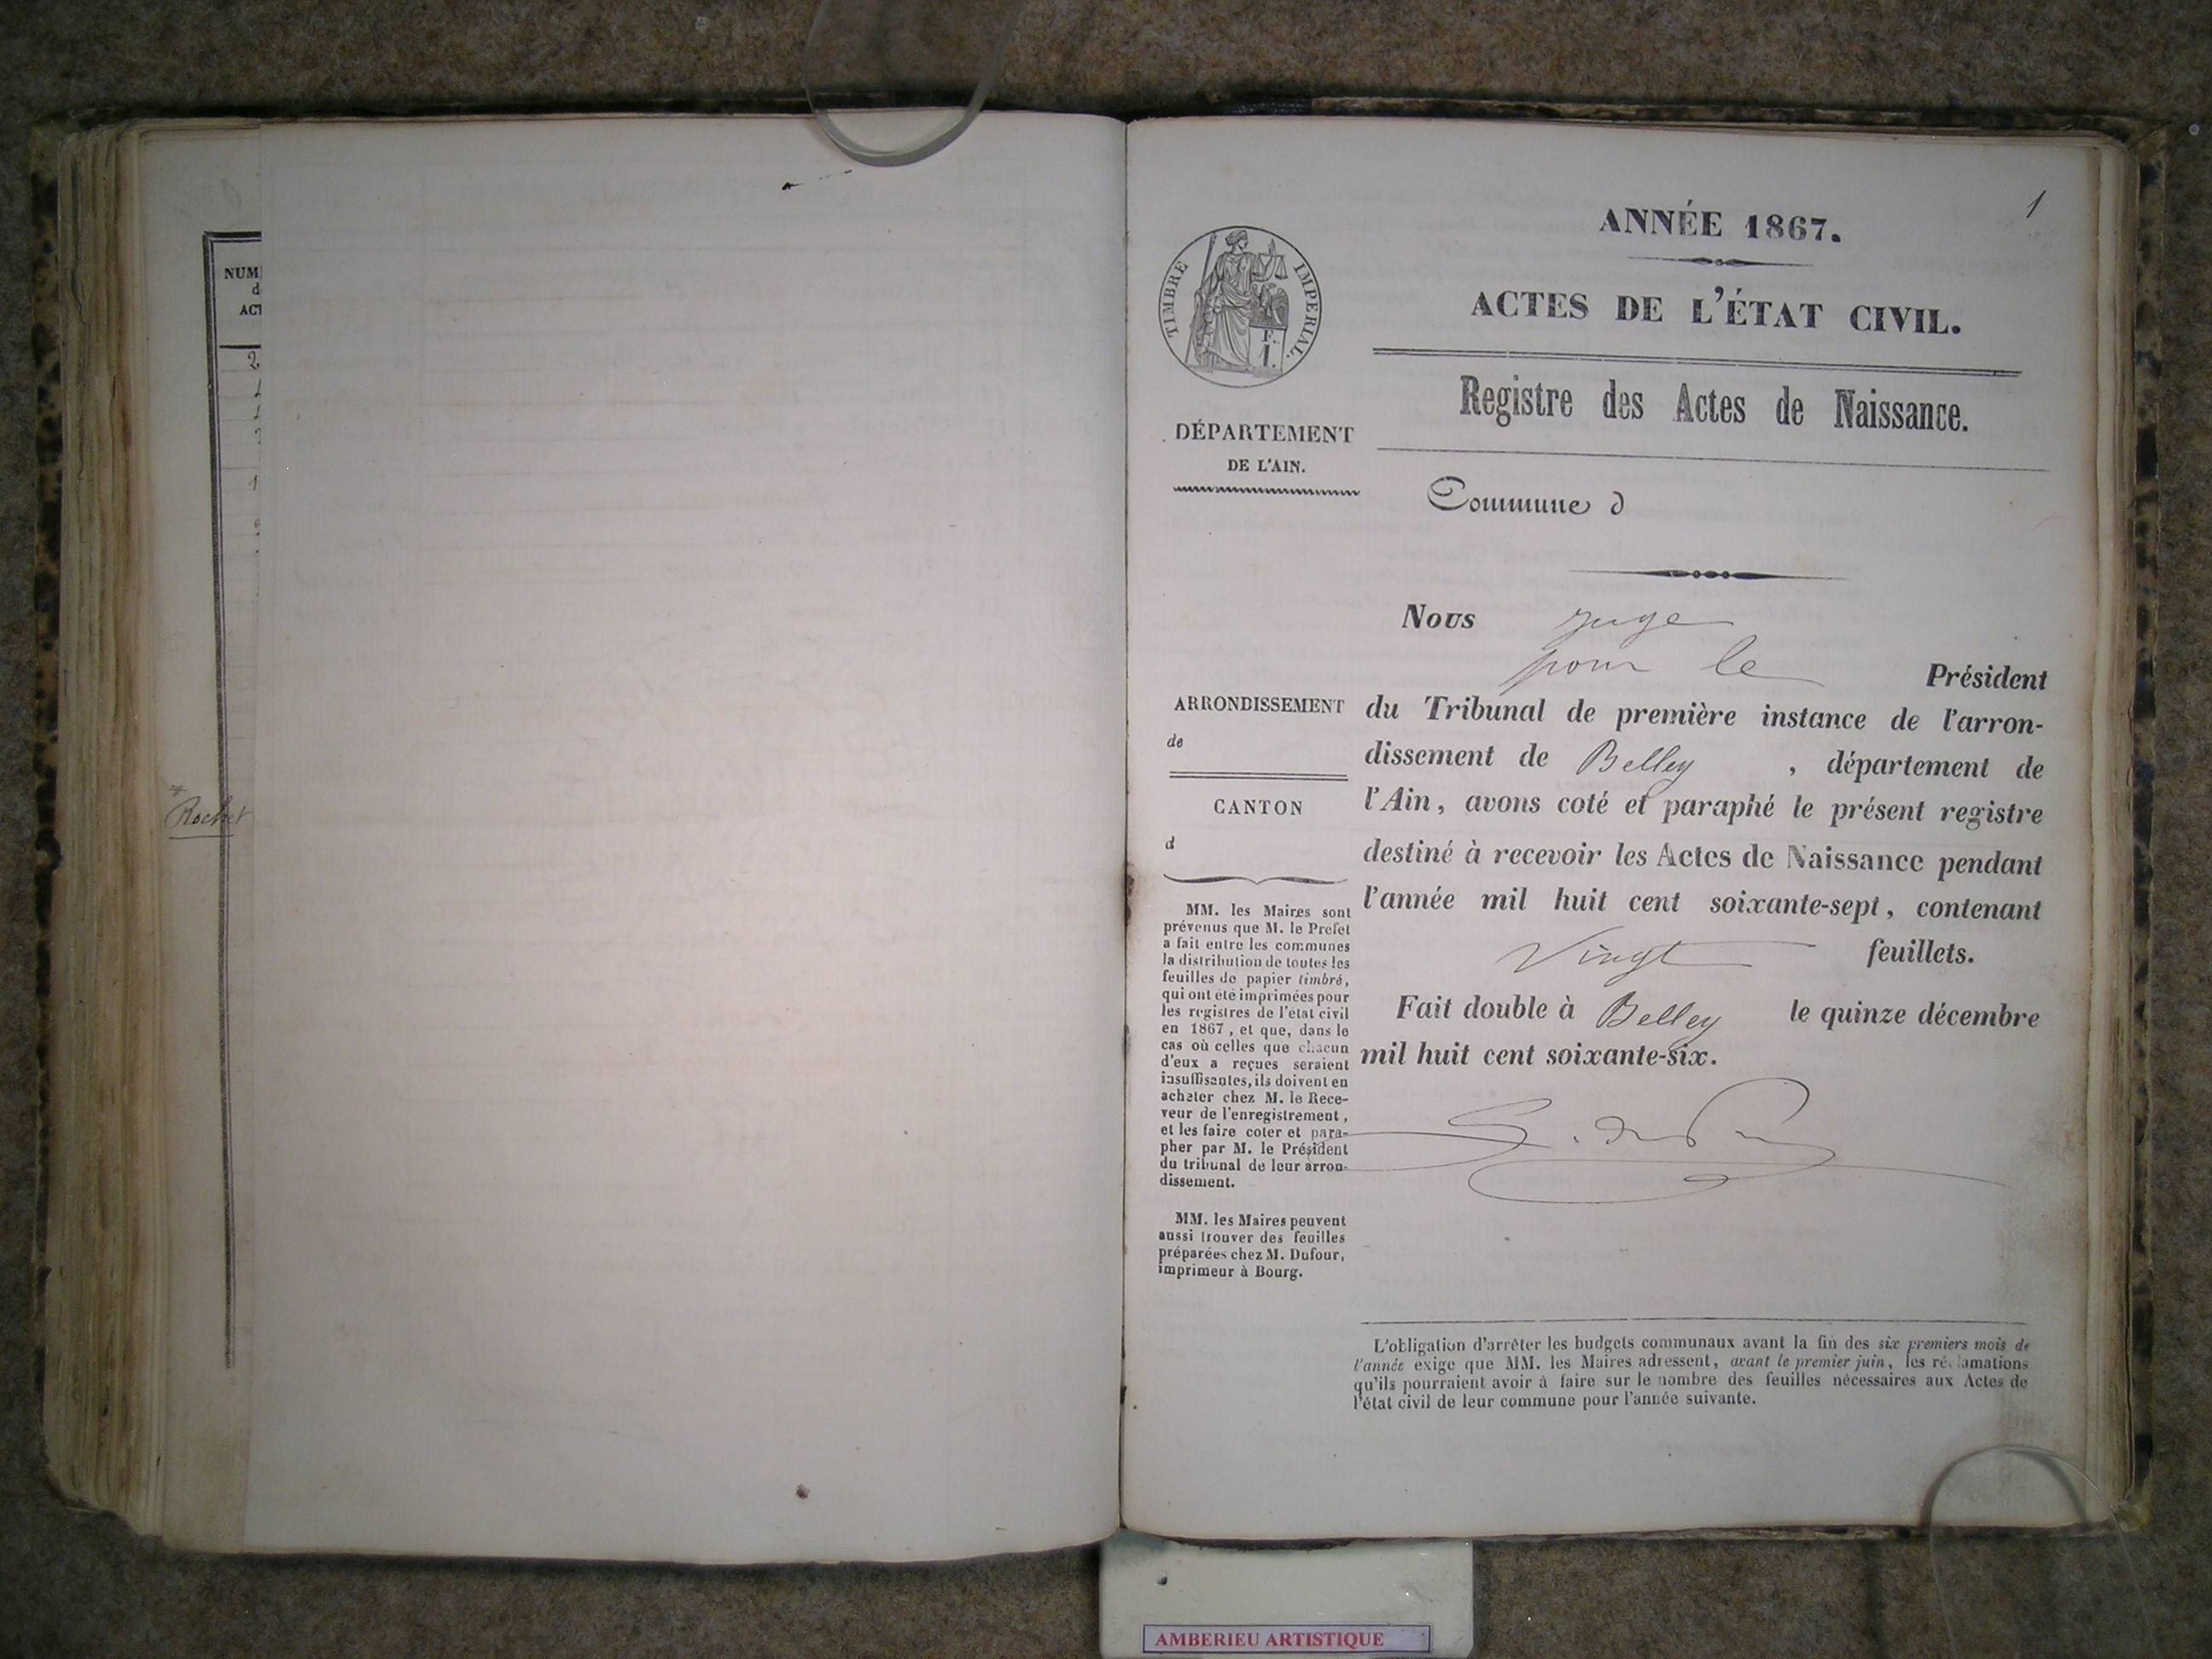 NUM
d
ACT
2
1
*
Rochet
1
ANNÉE 1867.
ACTES DE L'ÉTAT CIVIL.
TIMBRE IMPERIAL.
F.
1.
Registre des Actes de Naissance.
DÉPARTEMENT
DE L'AIN.
Commune d
Nous juge
pour le Président
du Tribunal de première instance de l'arron-
dissement de Belley , département de
l'Ain, avons coté et paraphé le présent registre
destiné à recevoir les Actes de Naissance pendant
l'année mil huit cent soixante-sept, contenant
Vingt feuillets.
Fait double à Belley le quinze décembre
mil huit cent soixante-six.
ARRONDISSEMENT
de
CANTON
d
MM. les Maires sont
prévenus que M. le Préfet
a fait entre les communes
la distribution de toutes les
feuilles de papier timbré,
qui ont été imprimées pour
les registres de l'état civil
en 1867, et que, dans le
cas où celles que chacun
d'eux a reçues seraient
insuffisantes, ils doivent en
acheter chez M. le Rece-
veur de l'enregistrement,
et les faire coter et para-
pher par M. le Président
du tribunal de leur arron-
dissement.
MM. les Maires peuvent
aussi trouver des feuilles
préparées chez M. Dufour,
imprimeur à Bourg.
L'obligation d'arrêter les budgets communaux avant la fin des six premiers mois de
l'année exige que MM. les Maires adressent, avant le premier juin, les réclamations
qu'ils pourraient avoir à faire sur le nombre des feuilles nécessaires aux Actes de
l'état civil de leur commune pour l'année suivante.
AMBERIEU ARTISTIQUE